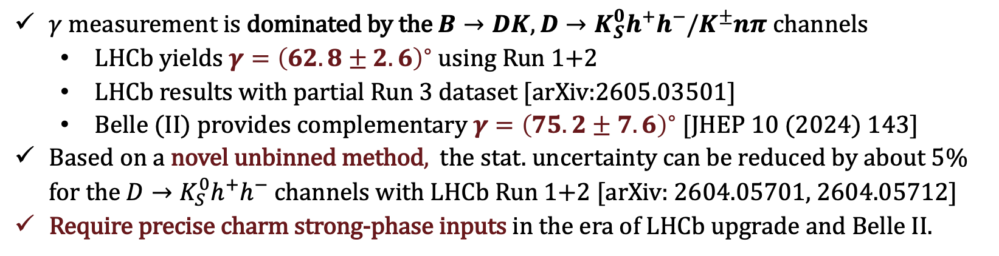 ✓ γ measurement is dominated by the B → DK, D → K_S^0 h^+ h^- / K^± nπ channels
• LHCb yields γ = (62.8 ± 2.6)° using Run 1+2
• LHCb results with partial Run 3 dataset [arXiv:2605.03501]
• Belle (II) provides complementary γ = (75.2 ± 7.6)° [JHEP 10 (2024) 143]
✓ Based on a novel unbinned method, the stat. uncertainty can be reduced by about 5%
for the D → K_S^0 h^+ h^- channels with LHCb Run 1+2 [arXiv: 2604.05701, 2604.05712]
✓ Require precise charm strong-phase inputs in the era of LHCb upgrade and Belle II.